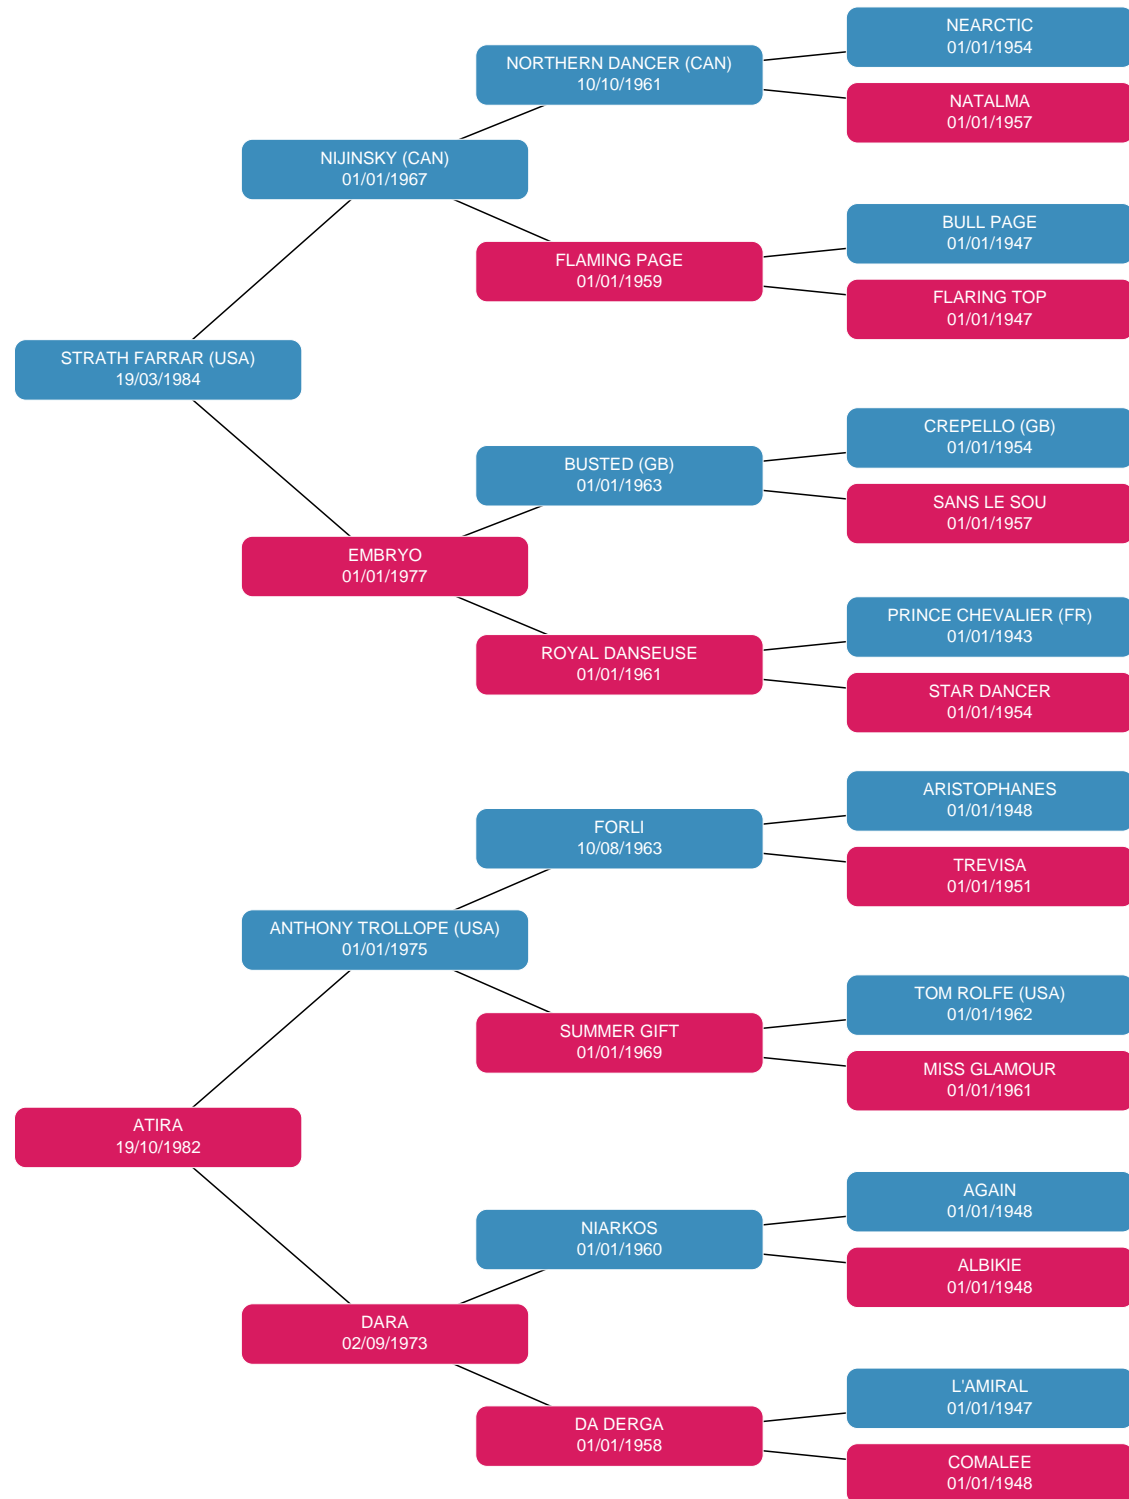 NEARCTIC
01/01/1954
NORTHERN DANCER (CAN)
10/10/1961
NATALMA
01/01/1957
NIJINSKY (CAN)
01/01/1967
BULL PAGE
01/01/1947
FLAMING PAGE
01/01/1959
FLARING TOP
01/01/1947
STRATH FARRAR (USA)
19/03/1984
CREPELLO (GB)
01/01/1954
BUSTED (GB)
01/01/1963
SANS LE SOU
01/01/1957
EMBRYO
01/01/1977
PRINCE CHEVALIER (FR)
01/01/1943
ROYAL DANSEUSE
01/01/1961
STAR DANCER
01/01/1954
ARISTOPHANES
01/01/1948
FORLI
10/08/1963
TREVISA
01/01/1951
ANTHONY TROLLOPE (USA)
01/01/1975
TOM ROLFE (USA)
01/01/1962
SUMMER GIFT
01/01/1969
MISS GLAMOUR
01/01/1961
ATIRA
19/10/1982
AGAIN
01/01/1948
NIARKOS
01/01/1960
ALBIKIE
01/01/1948
DARA
02/09/1973
L'AMIRAL
01/01/1947
DA DERGA
01/01/1958
COMALEE
01/01/1948